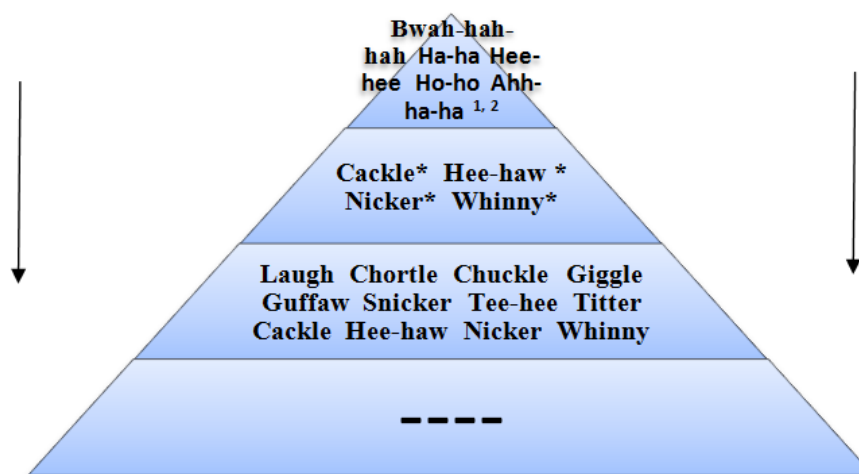 Bwah-hah-
hah Ha-ha Hee-
hee Ho-ho Ahh-
ha-ha 1, 2
Cackle* Hee-haw *
Nicker* Whinny*
Laugh Chortle Chuckle Giggle
Guffaw Snicker Tee-hee Titter
Cackle Hee-haw Nicker Whinny
----